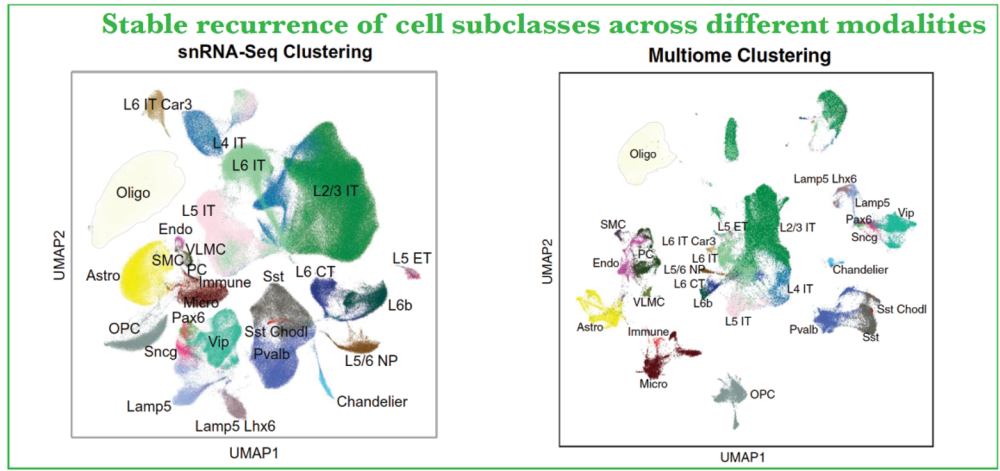 Stable recurrence of cell subclasses across different modalities
snRNA-Seq Clustering
L6 IT Car3
L4 IT
L6 IT
Oligo
L2/3 IT
L5 IT
Endo
VLMC
SMC
PC
L5 ET
Astro
Immune
Sst
L6 CT
Micro
L6b
Pax6
OPC
Sst Chodl
Vip
Sncg
Pvalb
L5/6 NP
Lamp5
Chandelier
Lamp5 Lhx6
UMAP1
UMAP2
Multiome Clustering
Oligo
Lamp5 Lhx6
Lamp5
Vip
Pax6
SMC
L5 ET
L2/3 IT
Sncg
L6 IT Car3
PC
L6 IT
Endo
L5/6 NP
Chandelier
L6 CT
L4 IT
VLMC
L6b
Sst Chodl
L5 IT
Astro
Immune
Pvalb
Sst
Micro
OPC
UMAP1
UMAP2